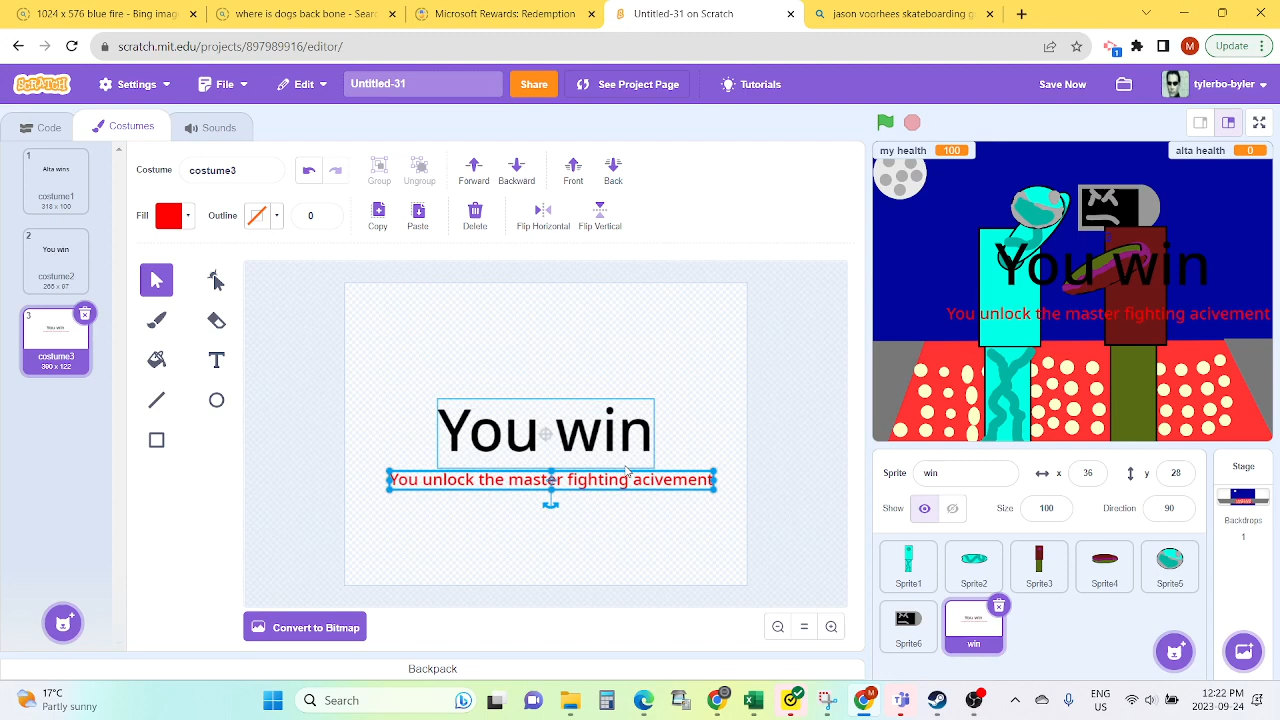 1024 x 576 blue fire - Bing imag
where is dogs backe bone - Sear
Microsoft Rewards Redemption
Untitled-31 on Scratch
jason voorhees skateboarding g
scratch.mit.edu/projects/897989916/editor/
Update
SCRATCH
Settings
File
Edit
Untitled-31
Share
See Project Page
Tutorials
Save Now
tyterbo-byler
Code
Costumes
Sounds
1
Alta wins
costume1
318 x 100
2
You win
costume2
3
You win
costume3
Costume
costume3
Group
Ungroup
Forward
Backward
Front
Back
Fill
Outline
0
Copy
Paste
Delete
Flip Horizontal
Flip Vertical
T
You win
You unlock the master fighting acivement
Convert to Bitmap
Backpack
my health 100
alta health 0
You win
You unlock the master fighting acivement
Sprite
win
x
36
y
28
Show
Size
100
Direction
90
Sprite1
Sprite2
Sprite3
Sprite4
Sprite5
Sprite6
win
Stage
Backdrops
1
17°C
Partly sunny
Search
ENG
US
12:22 PM
2023-09-24